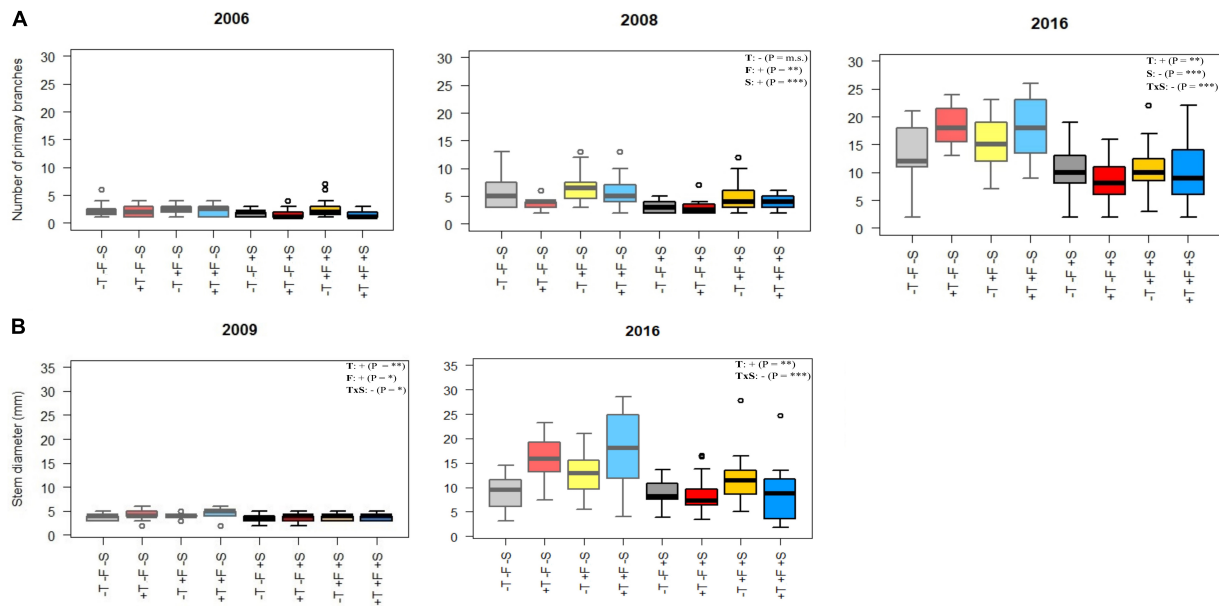 A
2006
2008
2016
Number of primary branches
30
25
20
15
10
5
0
-T -F -S
+T -F -S
-T +F -S
+T +F -S
-T -F +S
+T -F +S
-T +F +S
+T +F +S
30
25
20
15
10
5
0
T: - (P = m.s.)
F: + (P = **)
S: + (P = ***)
-T -F -S
+T -F -S
-T +F -S
+T +F -S
-T -F +S
+T -F +S
-T +F +S
+T +F +S
30
25
20
15
10
5
0
T: + (P = **)
S: - (P = ***)
TxS: - (P = ***)
-T -F -S
+T -F -S
-T +F -S
+T +F -S
-T -F +S
+T -F +S
-T +F +S
+T +F +S
B
2009
2016
Stem diameter (mm)
35
30
25
20
15
10
5
0
T: + (P = **)
F: + (P = *)
TxS: - (P = *)
-T -F -S
+T -F -S
-T +F -S
+T +F -S
-T -F +S
+T -F +S
-T +F +S
+T +F +S
35
30
25
20
15
10
5
0
T: + (P = **)
TxS: - (P = ***)
-T -F -S
+T -F -S
-T +F -S
+T +F -S
-T -F +S
+T -F +S
-T +F +S
+T +F +S